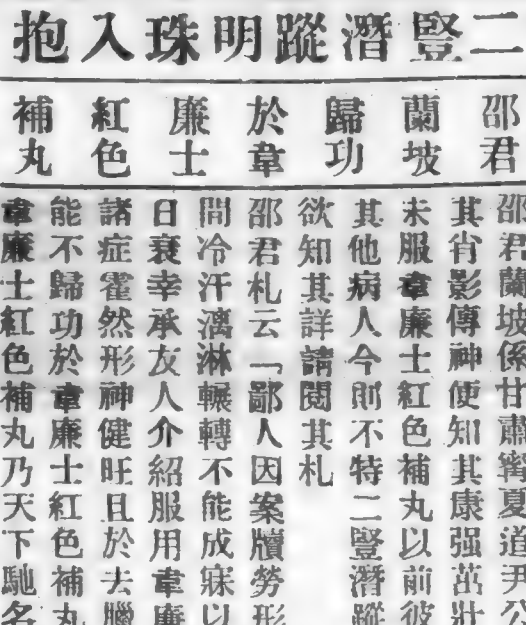 二豎潛蹤明珠入抱
邵君
蘭坡
歸功
於韋
廉士
紅色
補丸
邵君蘭坡係甘肅寧夏道尹公
其肖影傳神便知其康强茁壯
未服韋廉士紅色補丸以前彼
其他病人今則不特二豎潛蹤
欲知其詳請閱其札
邵君札云「鄙人因案牘勞形
間冷汗漓淋輾轉不能成寐以
日衰幸承友人介紹服用韋廉
諸症霍然形神健旺且於去臘
能不歸功於韋廉士紅色補丸
韋廉士紅色補丸乃天下馳名